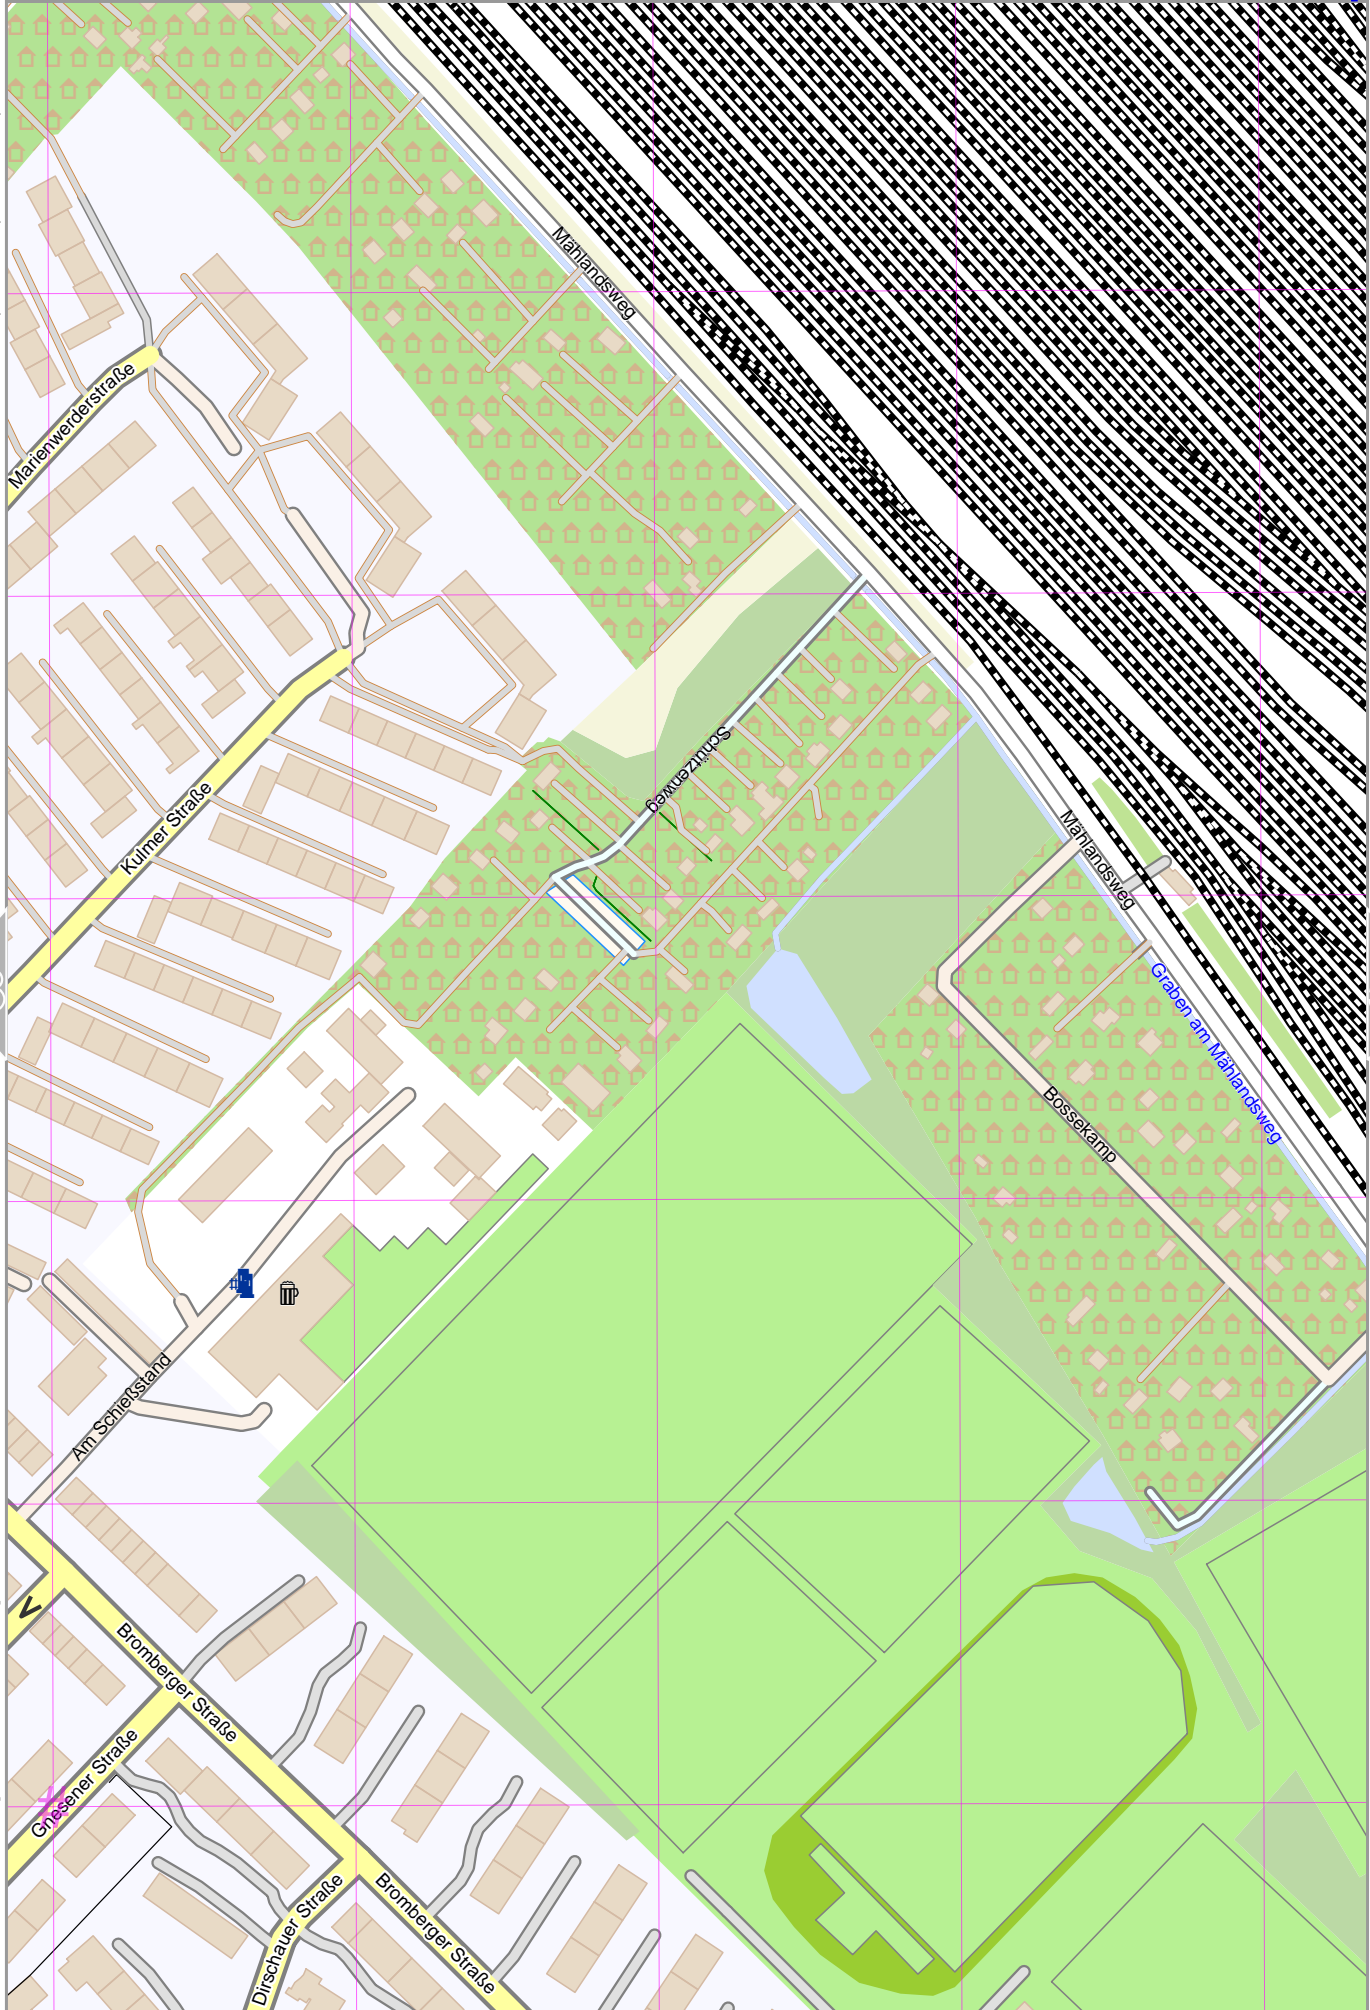 Mählandsweg
Marienwerderstraße
Schützenweg
Kulmer Straße
Mählandsweg
Graben am Mählandsweg
Bossekamp
Am Schießstand
Bromberger Straße
Gnesener Straße
Dirschauer Straße
Bromberger Straße